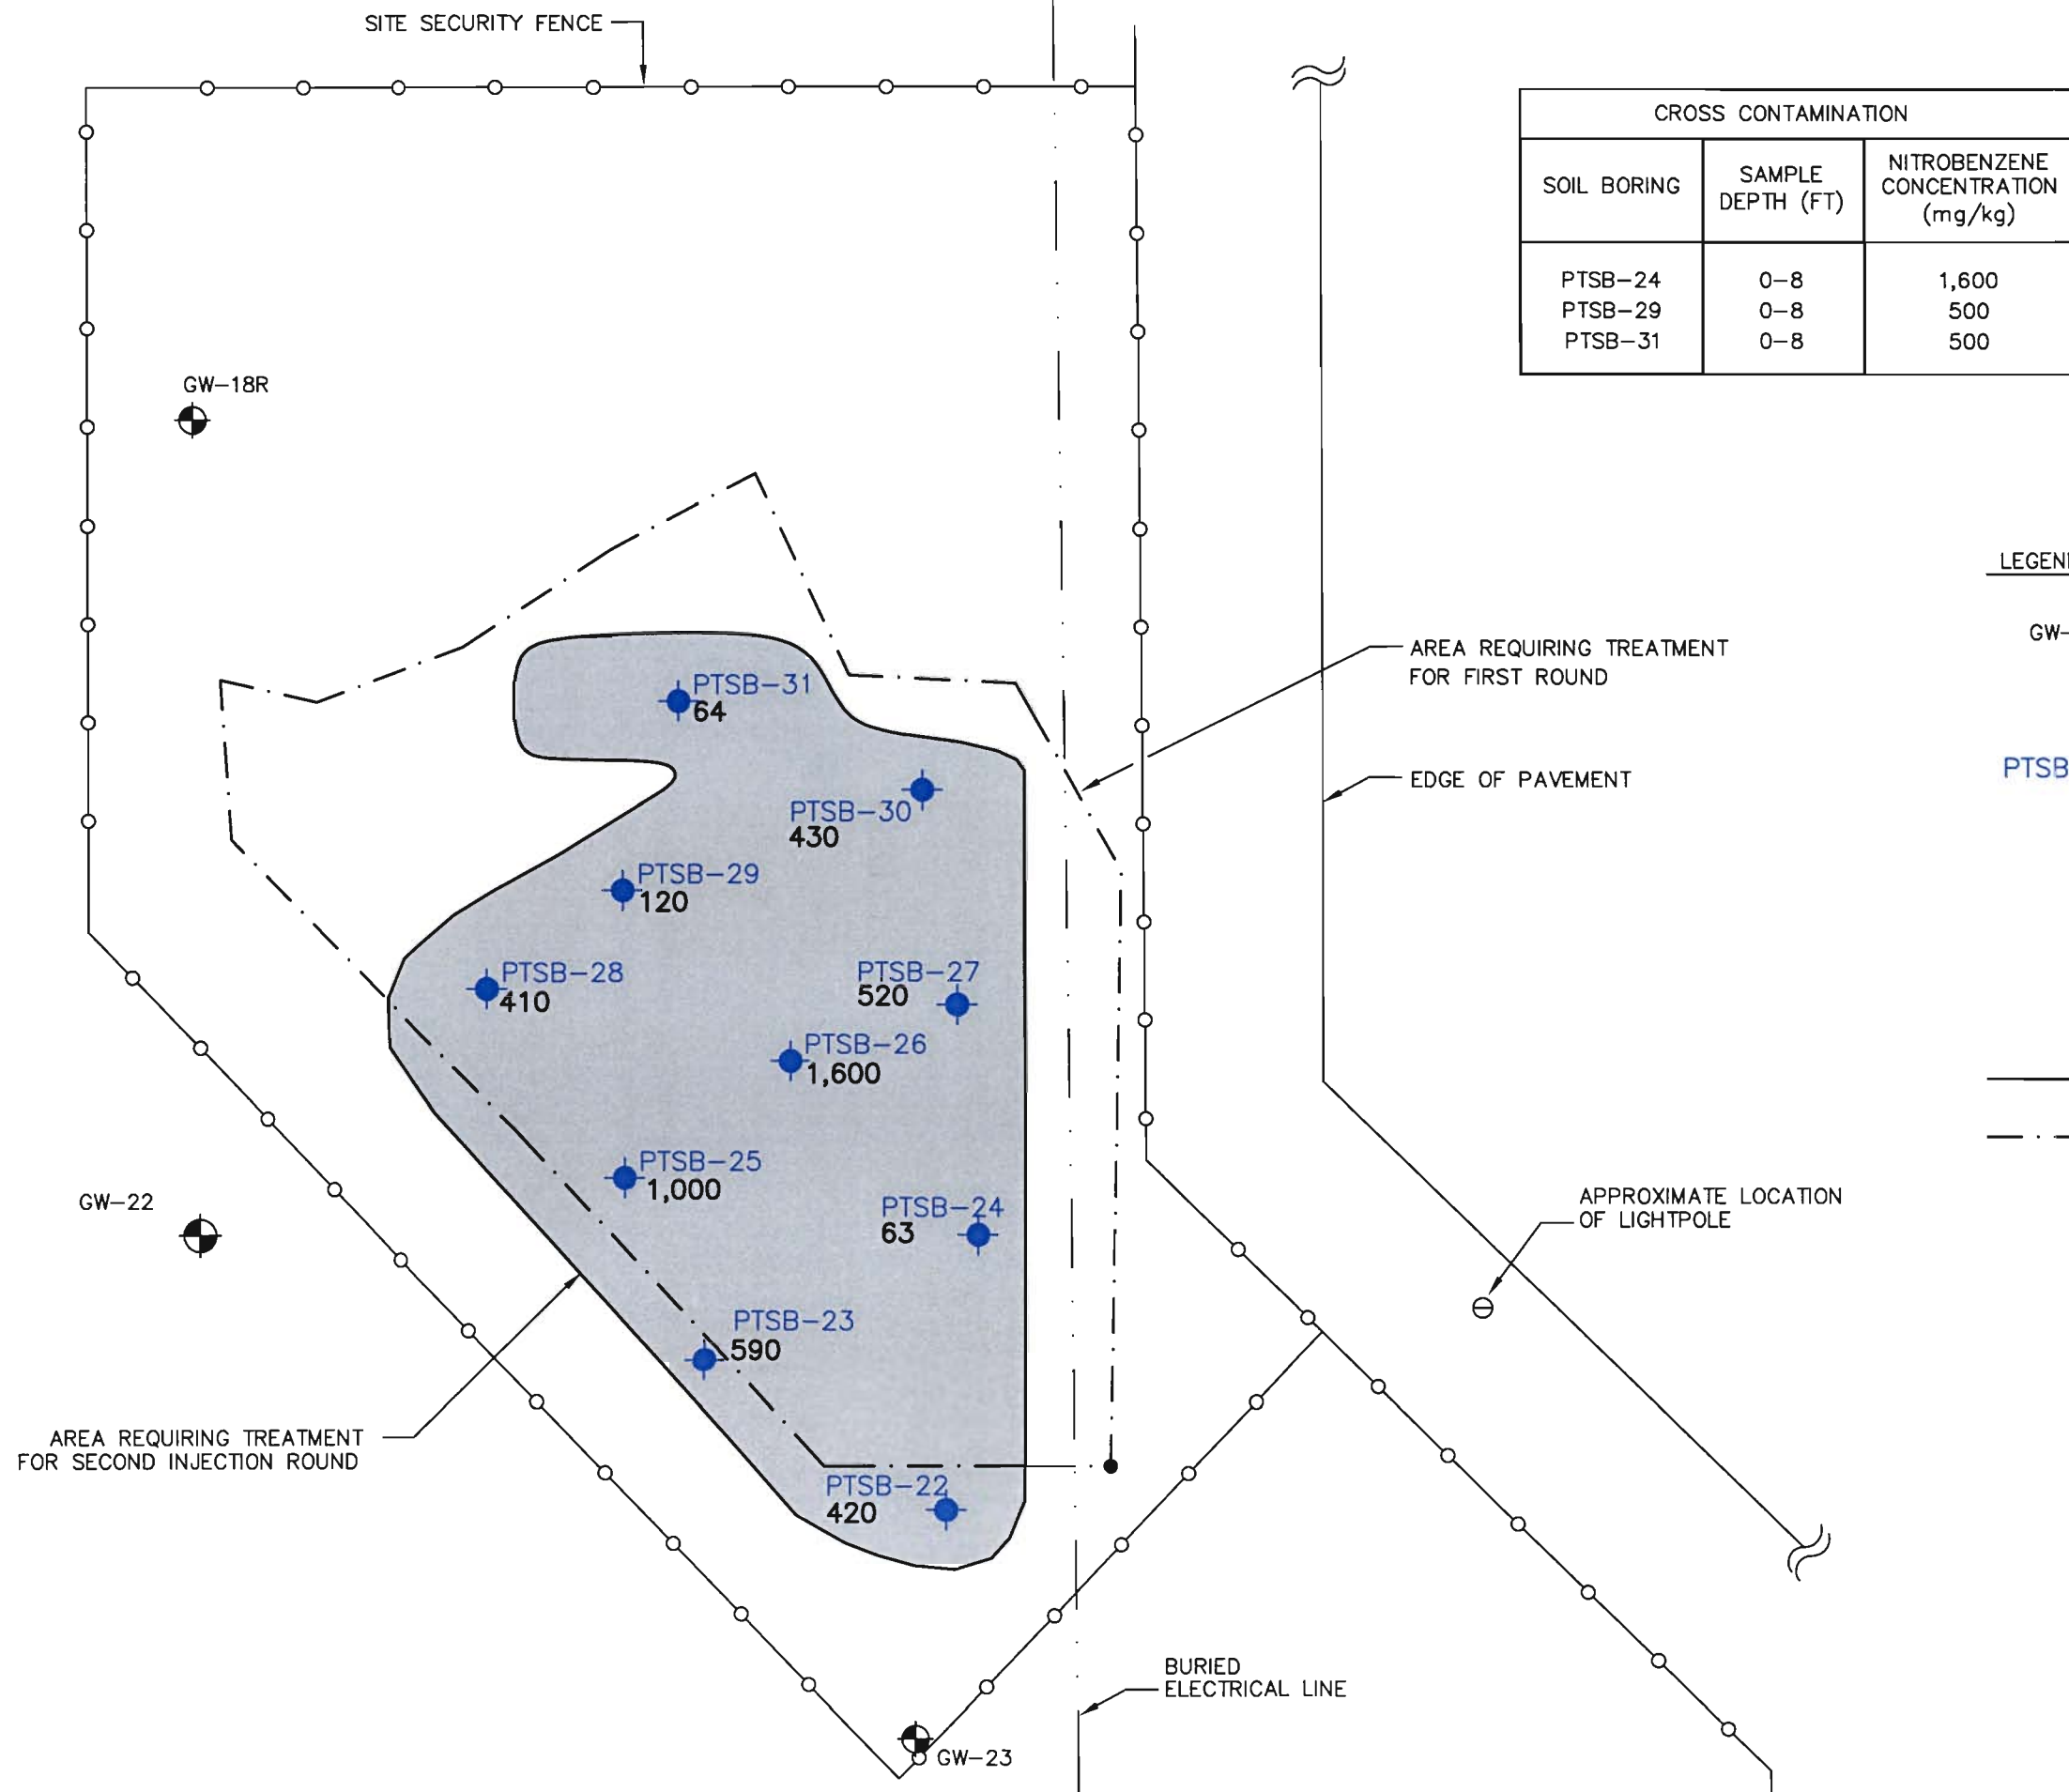 SITE SECURITY FENCE
CROSS CONTAMINATION
SOIL BORING
SAMPLE
DEPTH (FT)
NITROBENZENE
CONCENTRATION
(mg/kg)
PTSB-24 0-8 1,600
PTSB-29 0-8 500
PTSB-31 0-8 500
GW-18R
LEGEN
GW-
PTSB
AREA REQUIRING TREATMENT
FOR FIRST ROUND
EDGE OF PAVEMENT
PTSB-31
64
PTSB-30
430
PTSB-29
120
PTSB-28
410
PTSB-27
520
PTSB-26
1,600
PTSB-25
1,000
PTSB-24
63
PTSB-23
590
PTSB-22
420
GW-22
APPROXIMATE LOCATION
OF LIGHTPOLE
AREA REQUIRING TREATMENT
FOR SECOND INJECTION ROUND
BURIED
ELECTRICAL LINE
GW-23